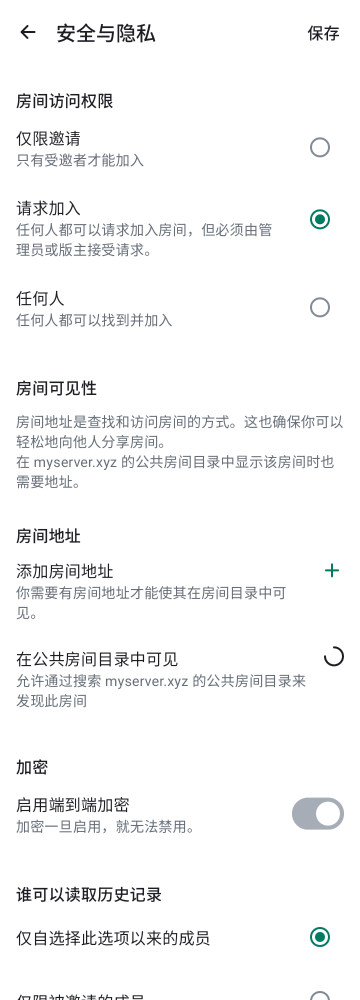 安全与隐私
保存
房间访问权限
仅限邀请
只有受邀者才能加入
请求加入
任何人都可以请求加入房间，但必须由管
理员或版主接受请求。
任何人
任何人都可以找到并加入
房间可见性
房间地址是查找和访问房间的方式。这也确保你可以
轻松地向他人分享房间。
在 myserver.xyz 的公共房间目录中显示该房间时也
需要地址。
房间地址
添加房间地址
你需要有房间地址才能使其在房间目录中可
见。
在公共房间目录中可见
允许通过搜索 myserver.xyz 的公共房间目录来
发现此房间
加密
启用端到端加密
加密一旦启用，就无法禁用。
谁可以读取历史记录
仅自选择此选项以来的成员
仅限被邀请的成员